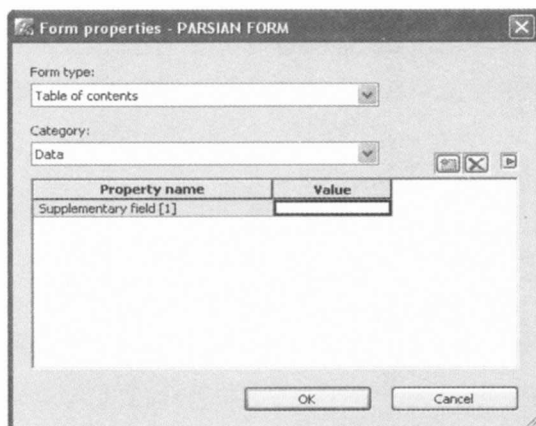 Form properties - PARSIAN FORM
Form type:
Table of contents
Category:
Data
Property name Value
Supplementary field [1]
OK Cancel